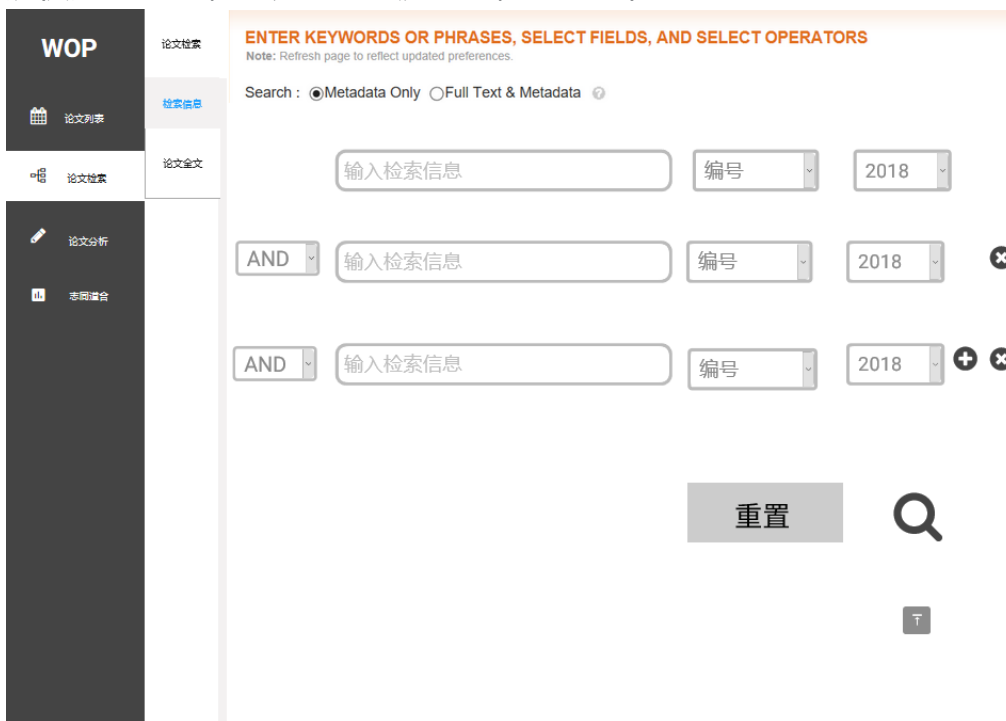 WOP
论文列表
论文检索
论文分析
志同道合
论文检索
检索信息
论文全文
ENTER KEYWORDS OR PHRASES, SELECT FIELDS, AND SELECT OPERATORS
Note: Refresh page to reflect updated preferences.
Search : Metadata Only Full Text & Metadata ?
输入检索信息 编号 2018
AND 输入检索信息 编号 2018
AND 输入检索信息 编号 2018
重置